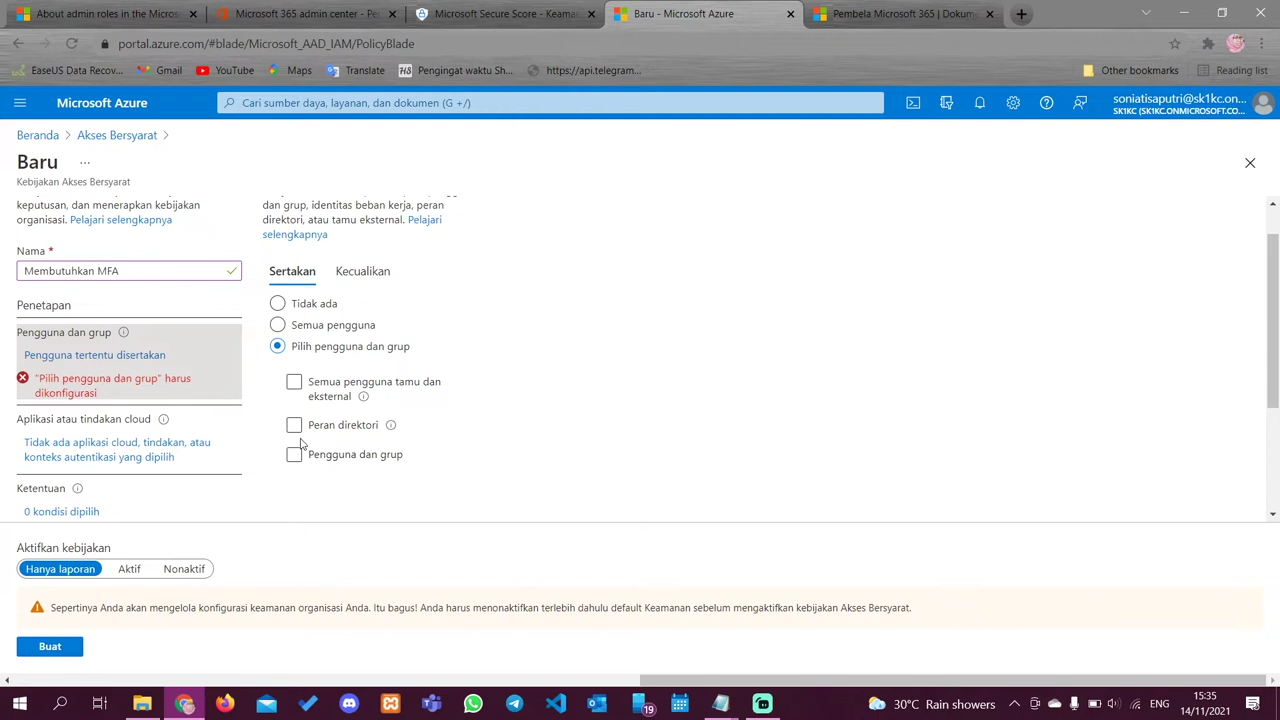 About admin roles in the Micros
Microsoft 365 admin center - Pe
Microsoft Secure Score - Keama
Baru - Microsoft Azure
Pembela Microsoft 365 | Dokum
portal.azure.com/#blade/Microsoft_AAD_IAM/PolicyBlade
EaseUS Data Recov...
Gmail
YouTube
Maps
Translate
HS
Pengingat waktu Sh...
https://api.telegram...
Other bookmarks
Reading list
Microsoft Azure
Cari sumber daya, layanan, dan dokumen (G +/)
soniatisaputri@sk1kc.on...
SK1KC (SK1KC.ONMICROSOFT.CO...
Beranda > Akses Bersyarat >
Baru ...
Kebijakan Akses Bersyarat
keputusan, dan menerapkan kebijakan
organisasi. Pelajari selengkapnya
Nama *
Membutuhkan MFA
Penetapan
Pengguna dan grup
Pengguna tertentu disertakan
"Pilih pengguna dan grup" harus
dikonfigurasi
Aplikasi atau tindakan cloud
Tidak ada aplikasi cloud, tindakan, atau
konteks autentikasi yang dipilih
Ketentuan
0 kondisi dipilih
dan grup, identitas beban kerja, peran
direktori, atau tamu eksternal. Pelajari
selengkapnya
Sertakan
Kecualikan
Tidak ada
Semua pengguna
Pilih pengguna dan grup
Semua pengguna tamu dan
eksternal
Peran direktori
Pengguna dan grup
Aktifkan kebijakan
Hanya laporan
Aktif
Nonaktif
Sepertinya Anda akan mengelola konfigurasi keamanan organisasi Anda. Itu bagus! Anda harus menonaktifkan terlebih dahulu default Keamanan sebelum mengaktifkan kebijakan Akses Bersyarat.
Buat
19
30°C Rain showers
ENG
15:35
14/11/2021